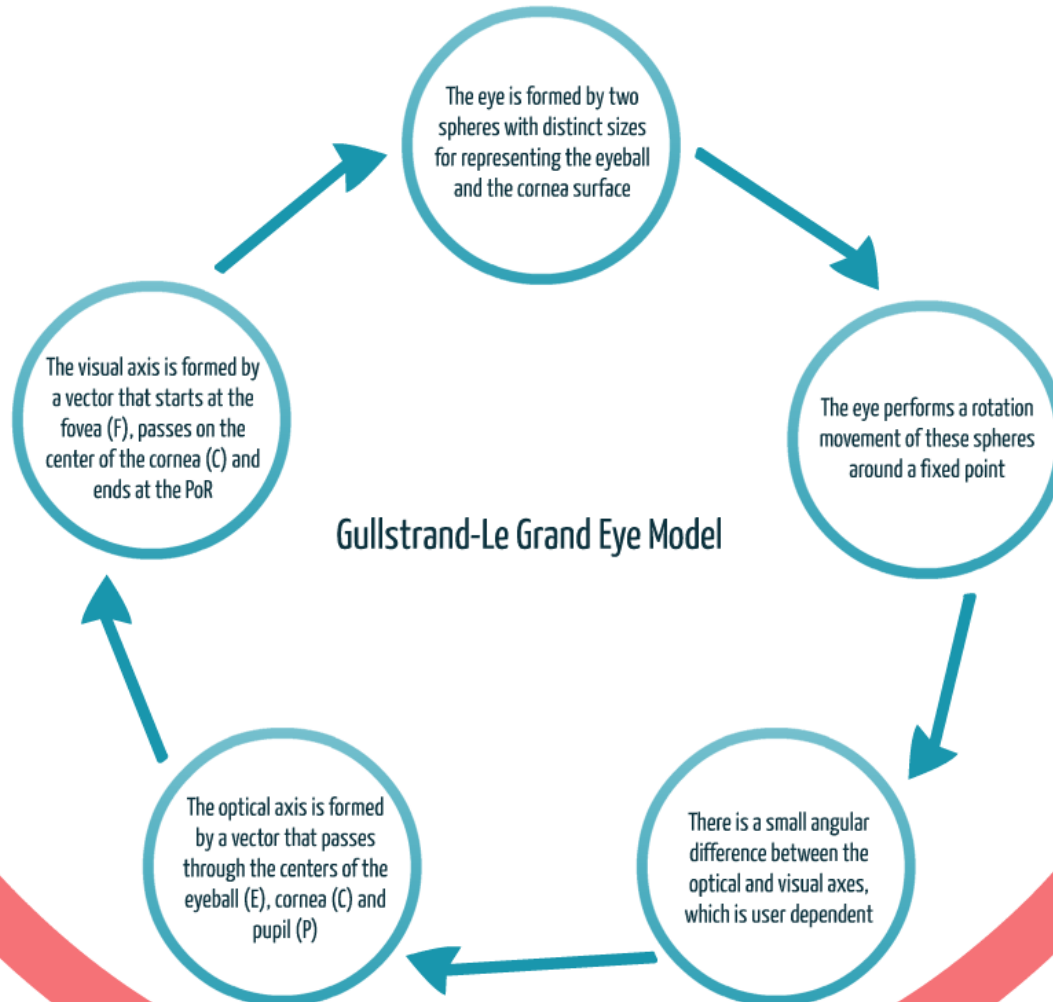 The eye is formed by two
spheres with distinct sizes
for representing the eyeball
and the cornea surface
The eye performs a rotation
movement of these spheres
around a fixed point
There is a small angular
difference between the
optical and visual axes,
which is user dependent
The optical axis is formed
by a vector that passes
through the centers of the
eyeball (E), cornea (C) and
pupil (P)
The visual axis is formed by
a vector that starts at the
fovea (F), passes on the
center of the cornea (C) and
ends at the PoR
Gullstrand-Le Grand Eye Model